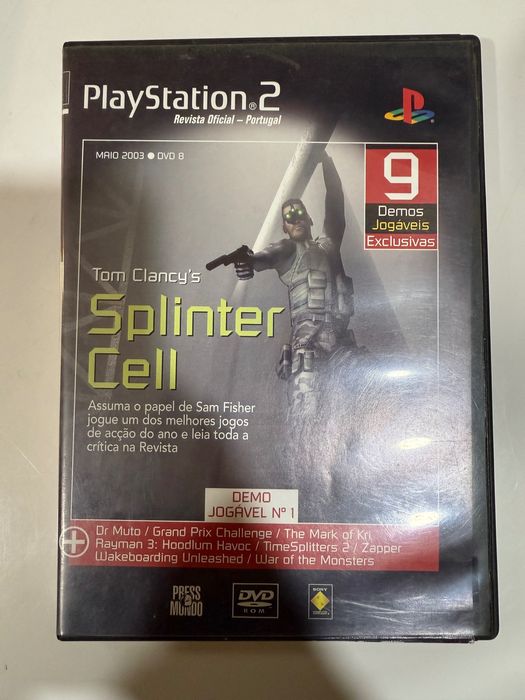 PlayStation®2
Revista Oficial – Portugal
MAIO 2003 ● DVD 8
9
Demos
Jogáveis
Exclusivas
Tom Clancy's
Splinter
Cell
Assuma o papel de Sam Fisher
jogue um dos melhores jogos
de acção do ano e leia toda a
crítica na Revista
DEMO
JOGÁVEL Nº 1
+ Dr Muto / Grand Prix Challenge / The Mark of Kri
Rayman 3: Hoodlum Havoc / TimeSplitters 2 / Zapper
Wakeboarding Unleashed / War of the Monsters
PRESS
MUNDO
DVD
ROM
SONY